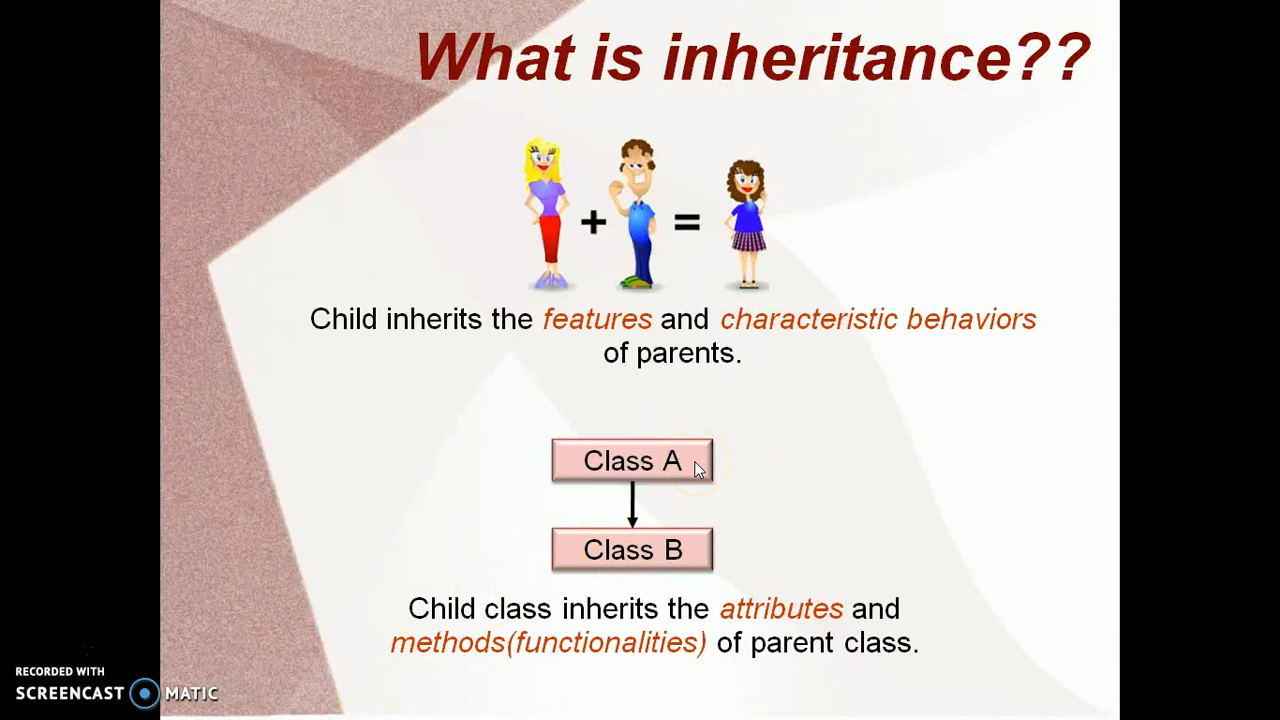 What is inheritance??
+ =
Child inherits the features and characteristic behaviors
of parents.
Class A
Class B
Child class inherits the attributes and
methods(functionalities) of parent class.
RECORDED WITH
SCREENCAST MATIC